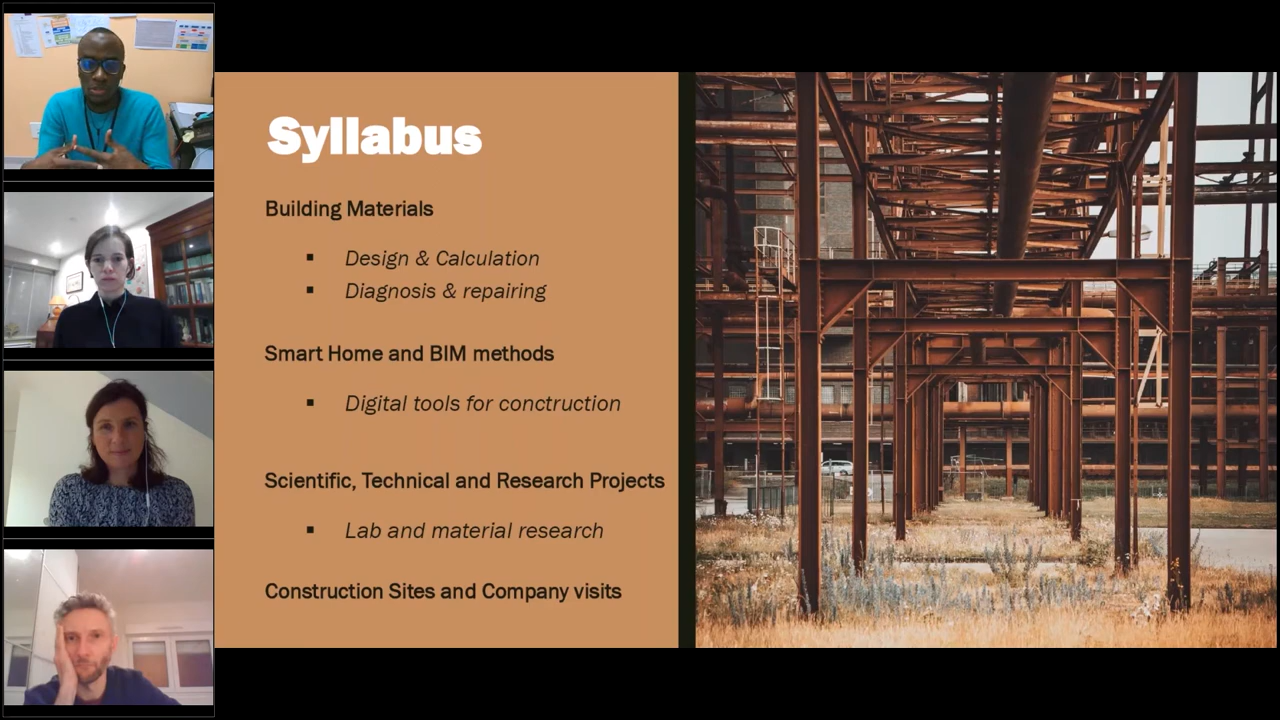 Syllabus
Building Materials
▪ Design & Calculation
▪ Diagnosis & repairing
Smart Home and BIM methods
▪ Digital tools for conctruction
Scientific, Technical and Research Projects
▪ Lab and material research
Construction Sites and Company visits